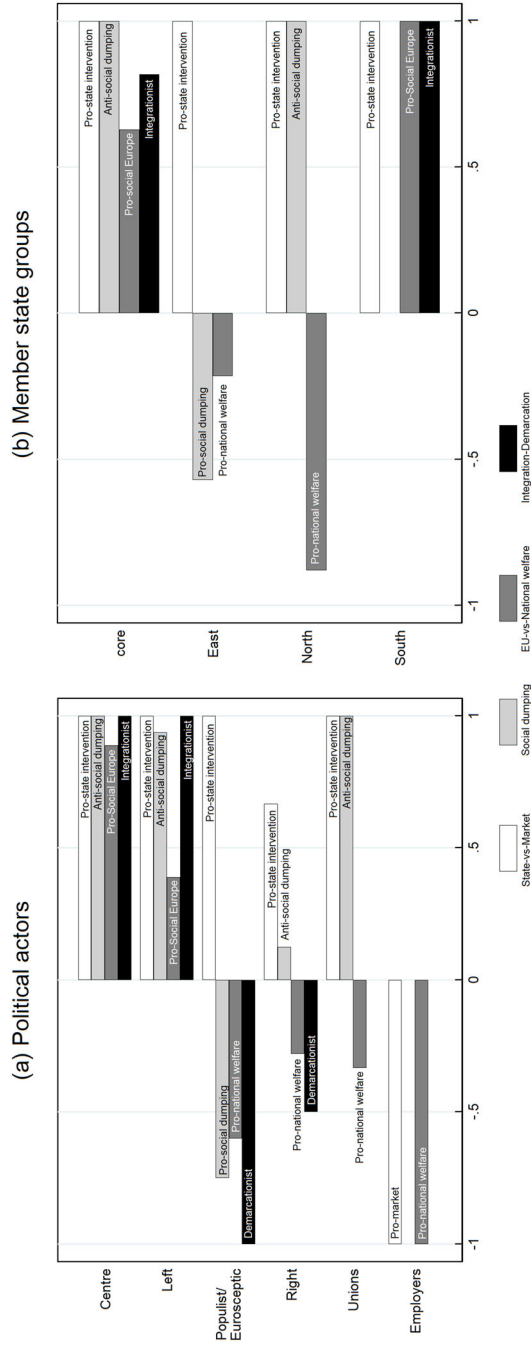 (a) Political actors
Centre
Pro-state intervention
Anti-social dumping
Pro-Social Europe
Integrationist
Left
Pro-state intervention
Anti-social dumping
Pro-Social Europe
Integrationist
Populist/
Eurosceptic
Pro-state intervention
Pro-social dumping
Pro-national welfare
Demarcationist
Right
Pro-state intervention
Anti-social dumping
Pro-national welfare
Demarcationist
Unions
Pro-state intervention
Anti-social dumping
Pro-national welfare
Employers
Pro-market
Pro-national welfare
-1 -.5 0 .5 1
(b) Member state groups
core
Pro-state intervention
Anti-social dumping
Pro-social Europe
Integrationist
East
Pro-state intervention
Pro-social dumping
Pro-national welfare
North
Pro-state intervention
Anti-social dumping
Pro-national welfare
South
Pro-state intervention
Pro-Social Europe
Integrationist
-1 -.5 0 .5 1
State-vs-Market Social dumping EU-vs-National welfare Integration-Demarcation